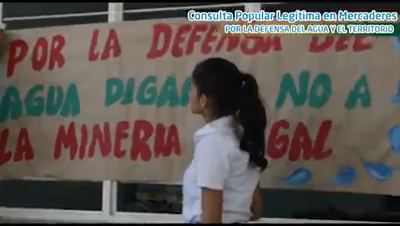 Consulta Popular Legítima en Mercaderes
POR LA DEFENSA DEL AGUA Y EL TERRITORIO
POR LA DEFENSA DEL
AGUA NO A
LA MINERIA